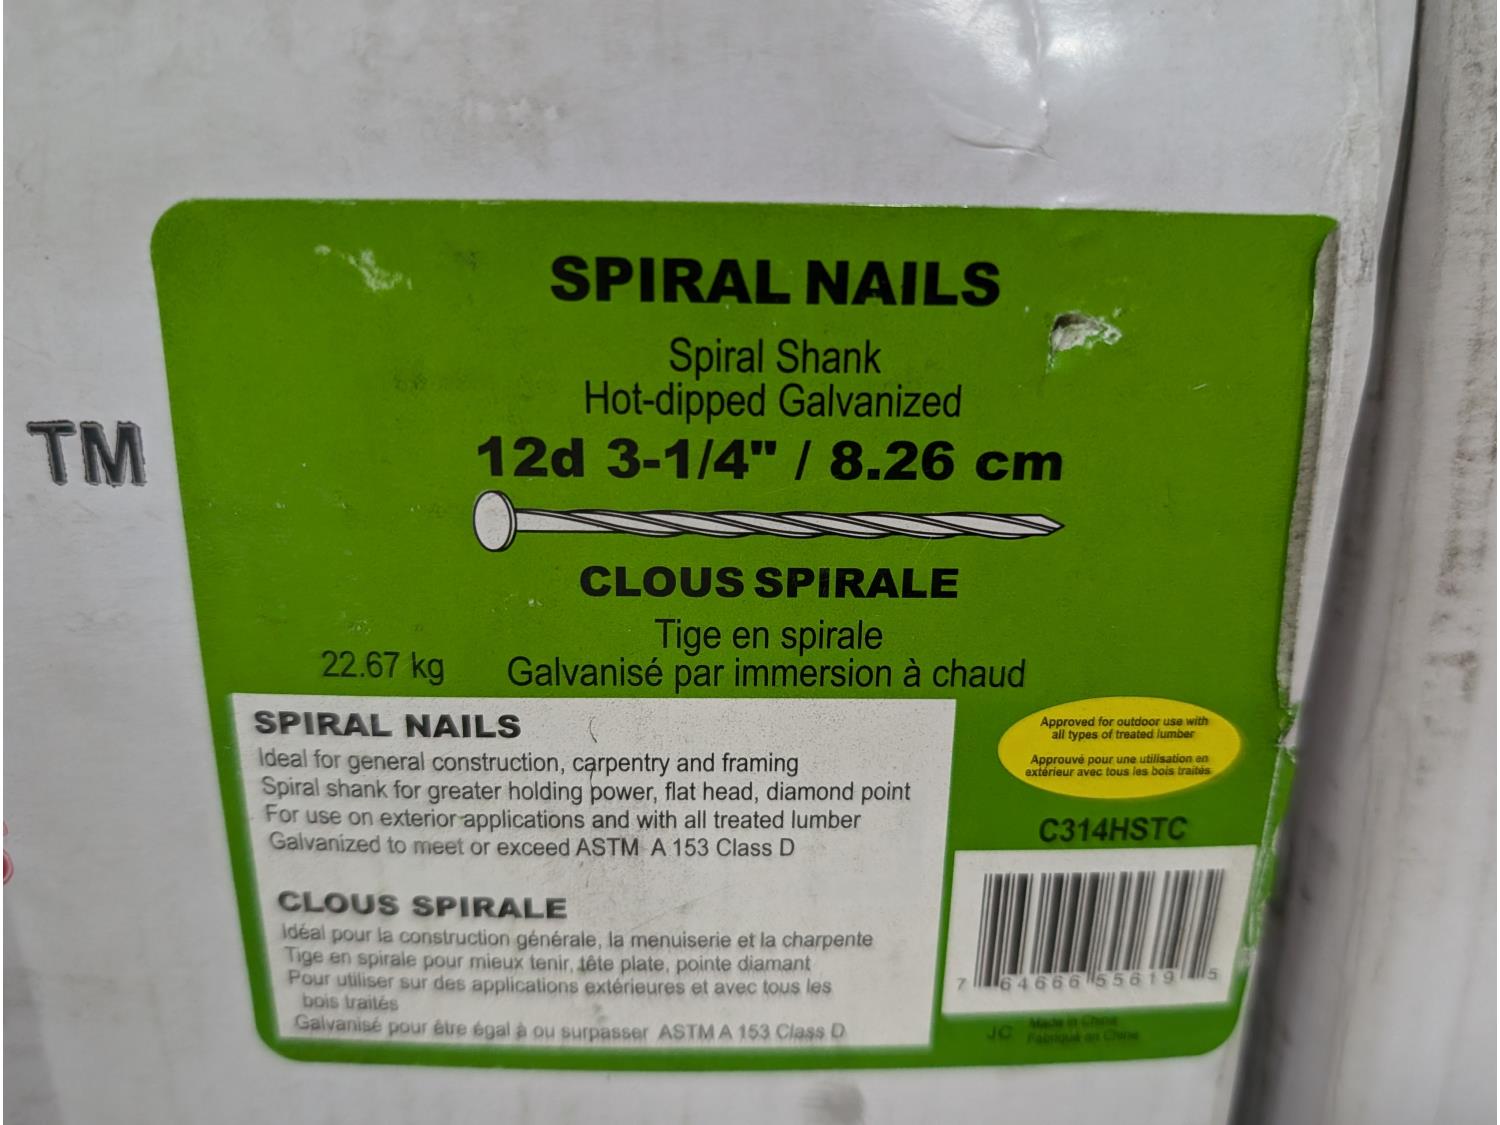 TM
SPIRAL NAILS
Spiral Shank
Hot-dipped Galvanized
12d 3-1/4" / 8.26 cm
CLOUS SPIRALE
Tige en spirale
Galvanisé par immersion à chaud
22.67 kg
SPIRAL NAILS
Ideal for general construction, carpentry and framing
Spiral shank for greater holding power, flat head, diamond point
For use on exterior applications and with all treated lumber
Galvanized to meet or exceed ASTM A 153 Class D
CLOUS SPIRALE
Idéal pour la construction générale, la menuiserie et la charpente
Tige en spirale pour mieux tenir, tête plate, pointe diamant
Pour utiliser sur des applications extérieures et avec tous les
bois traités
Galvanisé pour être égal à ou surpasser ASTM A 153 Class D
Approved for outdoor use with
all types of treated lumber
Approuvé pour une utilisation en
extérieur avec tous les bois traités
C314HSTC
7 64666 55619 5
JC Made in China
Fabriqué en Chine